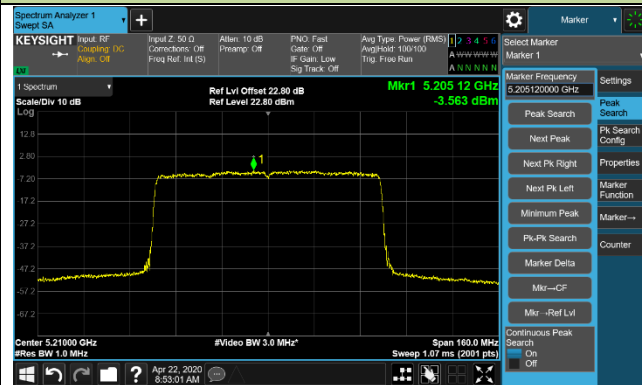 Spectrum Analyzer 1
Swept SA
Marker
KEYSIGHT
Input: RF
Coupling: DC
Align: Off
Input Z: 50 Ω
Corrections: Off
Freq Ref: Int (S)
Atten: 10 dB
Preamp: Off
PNO: Fast
Gate: Off
IF Gain: Low
Sig Track: Off
Avg Type: Power (RMS)
Avg|Hold: 100/100
Trig: Free Run
1 2 3 4 5 6
A W W W W W
A N N N N N
LXI
Select Marker
Marker 1
1 Spectrum
Scale/Div 10 dB
Log
Ref Lvl Offset 22.80 dB
Ref Level 22.80 dBm
Mkr1 5.205 12 GHz
-3.563 dBm
12.8
2.80
-7.20
-17.2
-27.2
-37.2
-47.2
-57.2
-67.2
1
Center 5.21000 GHz
#Res BW 1.0 MHz
#Video BW 3.0 MHz*
Span 160.0 MHz
Sweep 1.07 ms (2001 pts)
Marker Frequency
5.205120000 GHz
Peak Search
Next Peak
Next Pk Right
Next Pk Left
Minimum Peak
Pk-Pk Search
Marker Delta
Mkr→CF
Mkr→Ref Lvl
Continuous Peak
Search
On
Off
Settings
Peak
Search
Pk Search
Config
Properties
Marker
Function
Marker→
Counter
Apr 22, 2020
8:53:01 AM